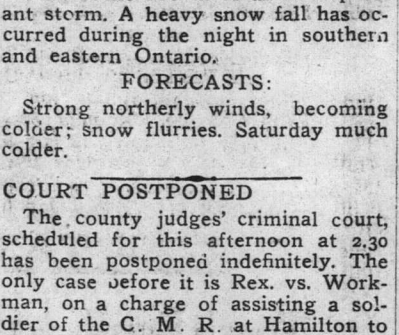 ant storm. A heavy snow fall has oc-
curred during the night in southern
and eastern Ontario.
FORECASTS:
Strong northerly winds, becoming
colder; snow flurries. Saturday much
colder.
COURT POSTPONED
The county judges' criminal court,
scheduled for this afternoon at 2.30
has been postponed indefinitely. The
only case before it is Rex. vs. Work-
man, on a charge of assisting a sol-
dier of the C. M. R. at Hamilton to